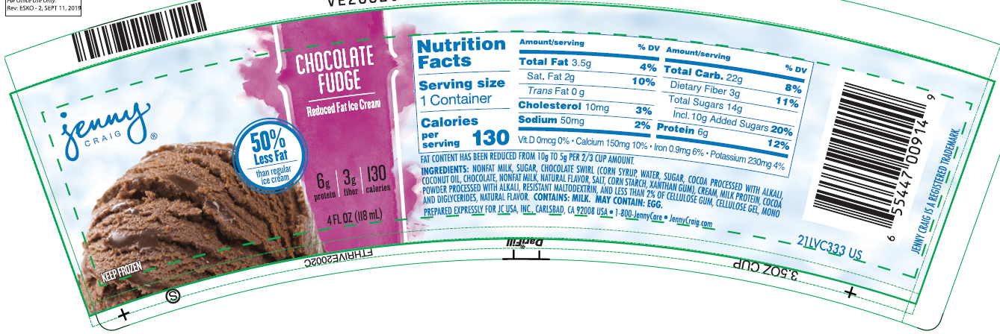 For Office Use Only:
Rev: ESKO - 2, SEPT 11, 2019
jenny
CRAIG ®
50%
Less Fat
than regular
ice cream
KEEP FROZEN
CHOCOLATE
FUDGE
Reduced Fat Ice Cream
6g protein | 3g fiber | 130 calories
4 FL OZ (118 mL)
Nutrition
Facts
Serving size
1 Container
Calories
per
serving 130
Amount/serving % DV
Total Fat 3.5g 4%
Sat. Fat 2g 10%
Trans Fat 0 g
Cholesterol 10mg 3%
Sodium 50mg 2%
Amount/serving % DV
Total Carb. 22g 8%
Dietary Fiber 3g 11%
Total Sugars 14g
Incl. 10g Added Sugars 20%
Protein 6g 12%
Vit.D 0mcg 0% • Calcium 150mg 10% • Iron 0.9mg 6% • Potassium 230mg 4%
FAT CONTENT HAS BEEN REDUCED FROM 10g TO 5g PER 2/3 CUP AMOUNT.
INGREDIENTS: NONFAT MILK, SUGAR, CHOCOLATE SWIRL (CORN SYRUP, WATER, SUGAR, COCOA PROCESSED WITH ALKALI,
COCONUT OIL, CHOCOLATE, NONFAT MILK, NATURAL FLAVOR, SALT, CORN STARCH, XANTHAN GUM), CREAM, MILK PROTEIN, COCOA
POWDER PROCESSED WITH ALKALI, RESISTANT MALTODEXTRIN, AND LESS THAN 2% OF CELLULOSE GUM, CELLULOSE GEL, MONO
AND DIGLYCERIDES, NATURAL FLAVOR. CONTAINS: MILK. MAY CONTAIN: EGG.
PREPARED EXPRESSLY FOR JC USA, INC., CARLSBAD, CA 92008 USA • 1-800-JennyCare • JennyCraig.com
6 55447 00914 9
JENNY CRAIG IS A REGISTERED TRADEMARK.
21LVC333 US
S
FTHRIVE2002C
DariFill
3.5OZ CUP